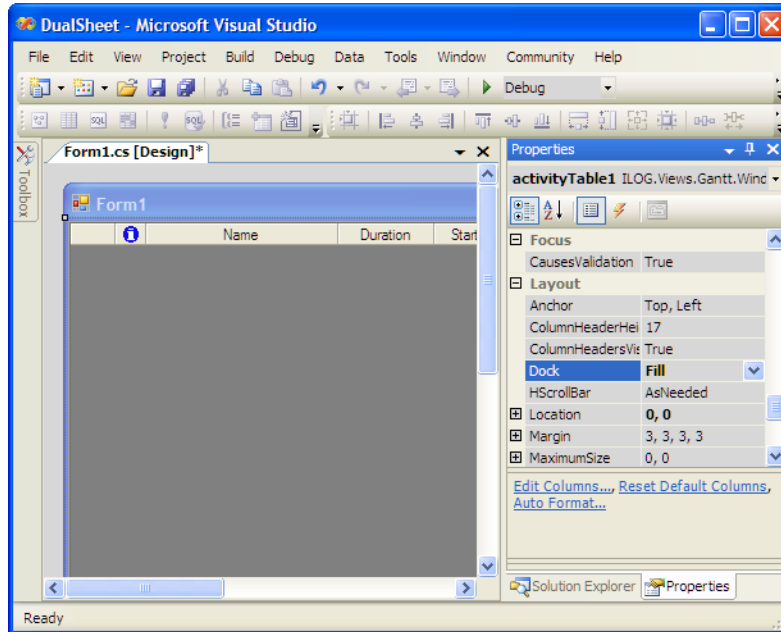 DualSheet - Microsoft Visual Studio
File Edit View Project Build Debug Data Tools Window Community Help
Debug
SQL SQL
Form1.cs [Design]*
Toolbox
Form1
Name Duration Start
Properties
activityTable1 ILOG.Views.Gantt.Wind
Focus
CausesValidation True
Layout
Anchor Top, Left
ColumnHeaderHei 17
ColumnHeadersVis True
Dock Fill
HScrollBar AsNeeded
Location 0, 0
Margin 3, 3, 3, 3
MaximumSize 0, 0
Edit Columns..., Reset Default Columns,
Auto Format...
Solution Explorer Properties
Ready